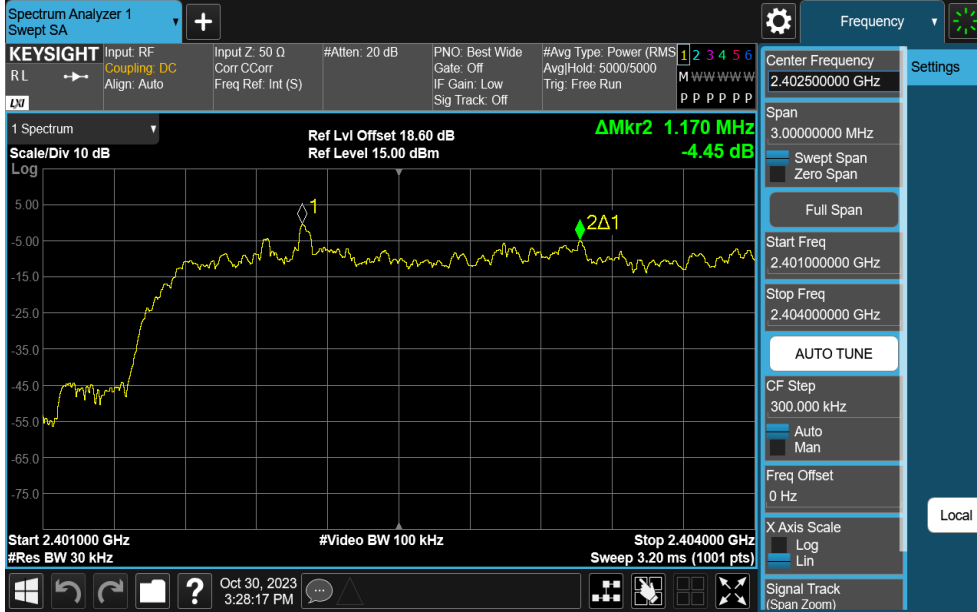 Spectrum Analyzer 1
Swept SA
+
Frequency
KEYSIGHT
RL
LXI
Input: RF
Coupling: DC
Align: Auto
Input Z: 50 Ω
Corr CCorr
Freq Ref: Int (S)
#Atten: 20 dB
PNO: Best Wide
Gate: Off
IF Gain: Low
Sig Track: Off
#Avg Type: Power (RMS
Avg|Hold: 5000/5000
Trig: Free Run
1 2 3 4 5 6
M W W W W W
P P P P P P
1 Spectrum
Scale/Div 10 dB
Log
Ref Lvl Offset 18.60 dB
Ref Level 15.00 dBm
ΔMkr2 1.170 MHz
-4.45 dB
5.00
-5.00
-15.0
-25.0
-35.0
-45.0
-55.0
-65.0
-75.0
1
2Δ1
Start 2.401000 GHz
#Res BW 30 kHz
#Video BW 100 kHz
Stop 2.404000 GHz
Sweep 3.20 ms (1001 pts)
Center Frequency
2.402500000 GHz
Span
3.00000000 MHz
Swept Span
Zero Span
Full Span
Start Freq
2.401000000 GHz
Stop Freq
2.404000000 GHz
AUTO TUNE
CF Step
300.000 kHz
Auto
Man
Freq Offset
0 Hz
X Axis Scale
Log
Lin
Signal Track
(Span Zoom)
Settings
Local
?
Oct 30, 2023
3:28:17 PM